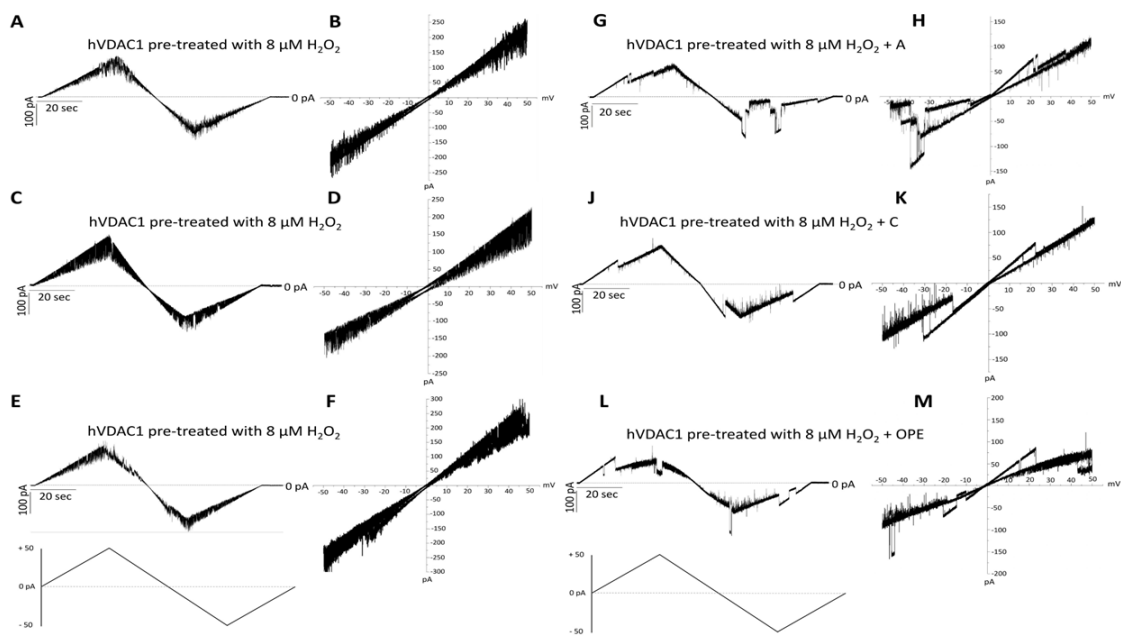 A
B
hVDAC1 pre-treated with 8 µM H₂O₂
100 pA
20 sec
0 pA
250
200
150
100
50
-50 -40 -30 -20 -10 10 20 30 40 50
mV
-50
-100
-150
-200
-250
pA
G
H
hVDAC1 pre-treated with 8 µM H₂O₂ + A
100 pA
20 sec
0 pA
150
100
50
-50 -30 10 20 30 40 50
mV
-50
-100
-150
pA
C
D
hVDAC1 pre-treated with 8 µM H₂O₂
100 pA
20 sec
0 pA
250
200
150
100
50
-50 -40 -30 -20 -10 10 20 30 40 50
mV
-50
-100
-150
-200
-250
pA
J
K
hVDAC1 pre-treated with 8 µM H₂O₂ + C
100 pA
20 sec
0 pA
150
100
50
-50 -40 -30 -20 -10 10 20 30 40 50
mV
-50
-100
-150
pA
E
F
hVDAC1 pre-treated with 8 µM H₂O₂
100 pA
20 sec
0 pA
300
250
200
150
100
50
-50 -40 -30 -20 -10 10 20 30 40 50
mV
-50
-100
-150
-200
-250
-300
pA
+ 50
0 pA
- 50
L
M
hVDAC1 pre-treated with 8 µM H₂O₂ + OPE
100 pA
20 sec
0 pA
200
150
100
50
-50 -40 -30 -20 -10 10 20 30 40 50
mV
-50
-100
-150
-200
pA
+ 50
0 pA
- 50